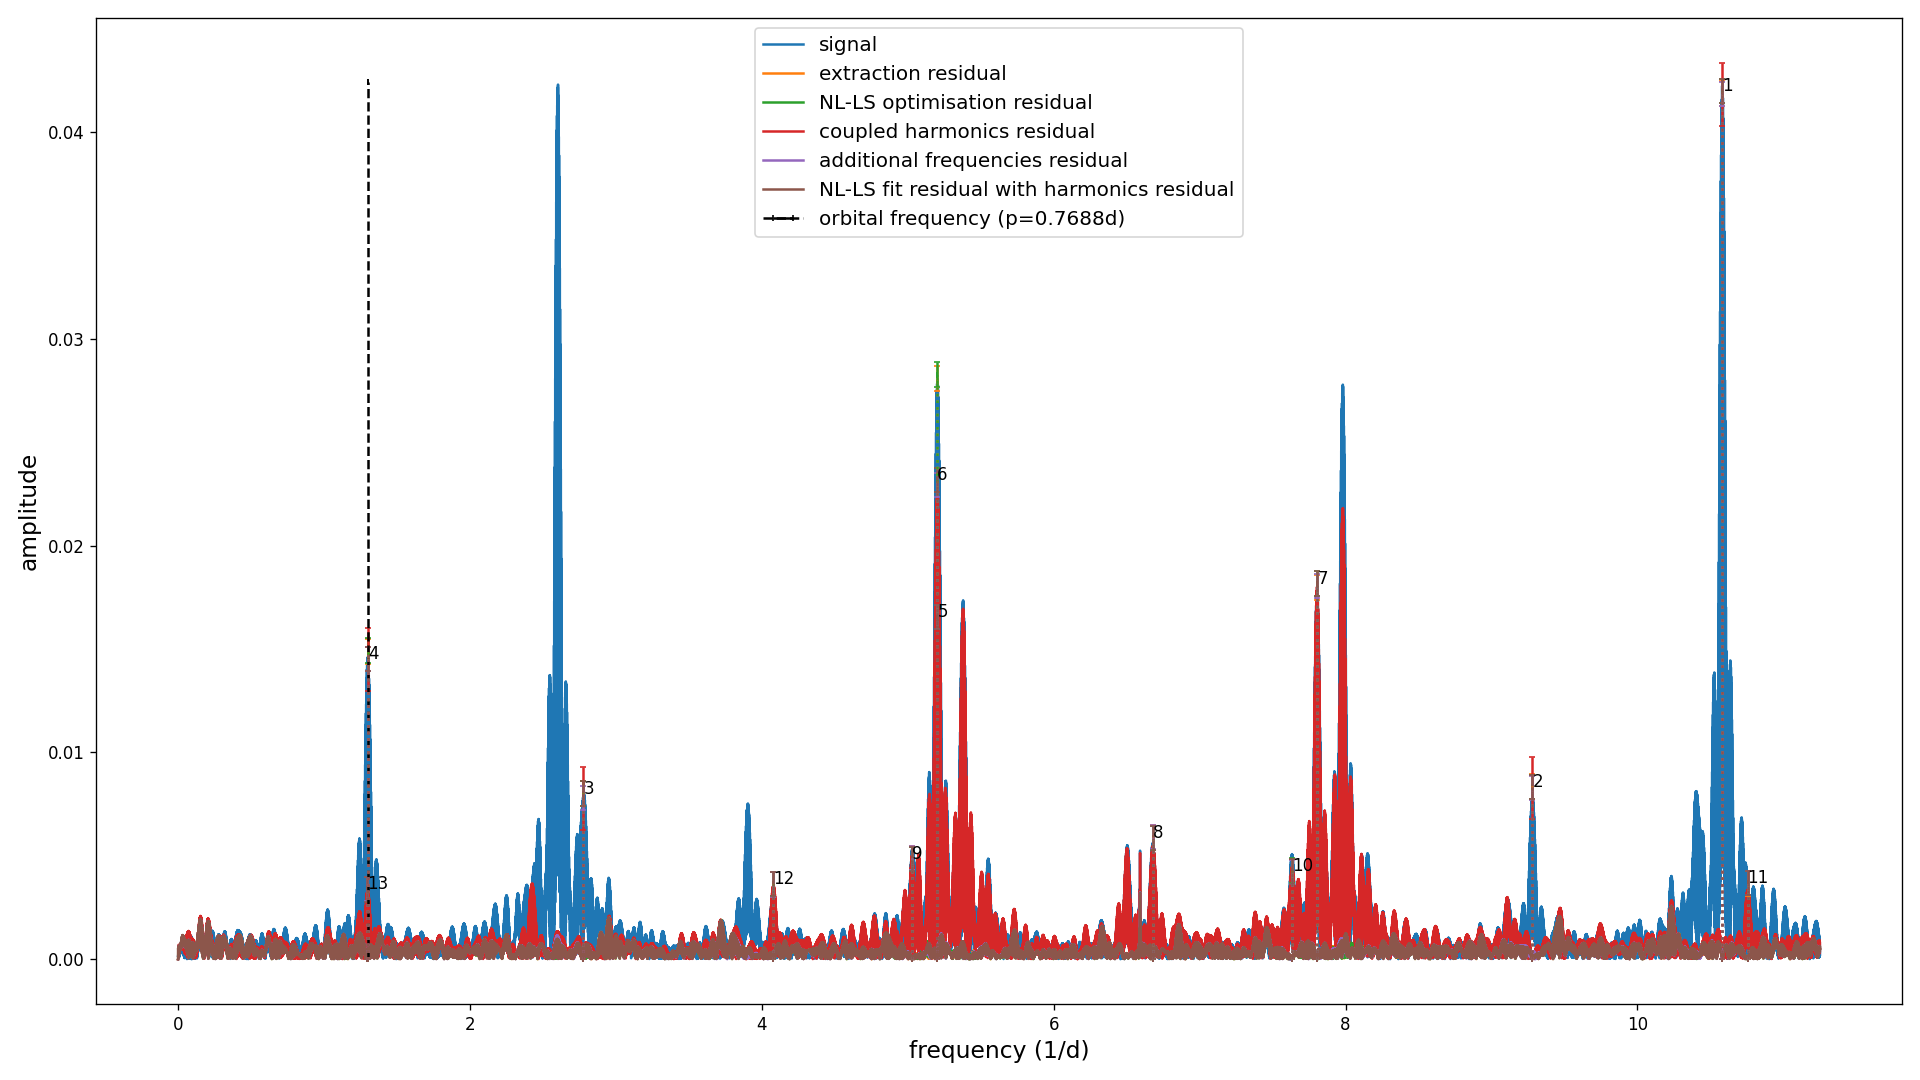 signal
extraction residual
NL-LS optimisation residual
coupled harmonics residual
additional frequencies residual
NL-LS fit residual with harmonics residual
orbital frequency (p=0.7688d)
amplitude
0.04
0.03
0.02
0.01
0.00
1
6
7
5
4
3
2
8
9
10
12
11
13
0
2
4
6
8
10
frequency (1/d)